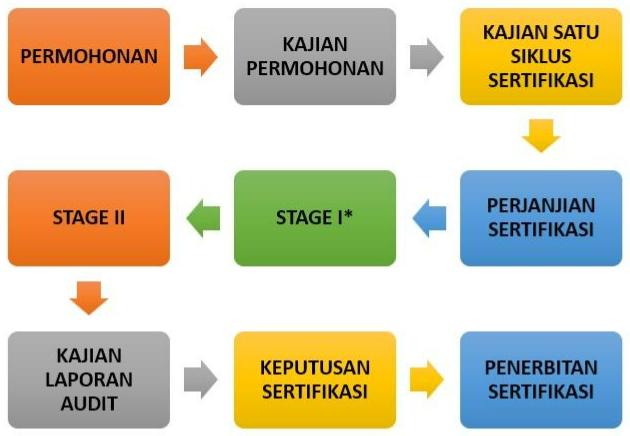 PERMOHONAN
KAJIAN
PERMOHONAN
KAJIAN SATU
SIKLUS
SERTIFIKASI
PERJANJIAN
SERTIFIKASI
STAGE I*
STAGE II
KAJIAN
LAPORAN
AUDIT
KEPUTUSAN
SERTIFIKASI
PENERBITAN
SERTIFIKASI